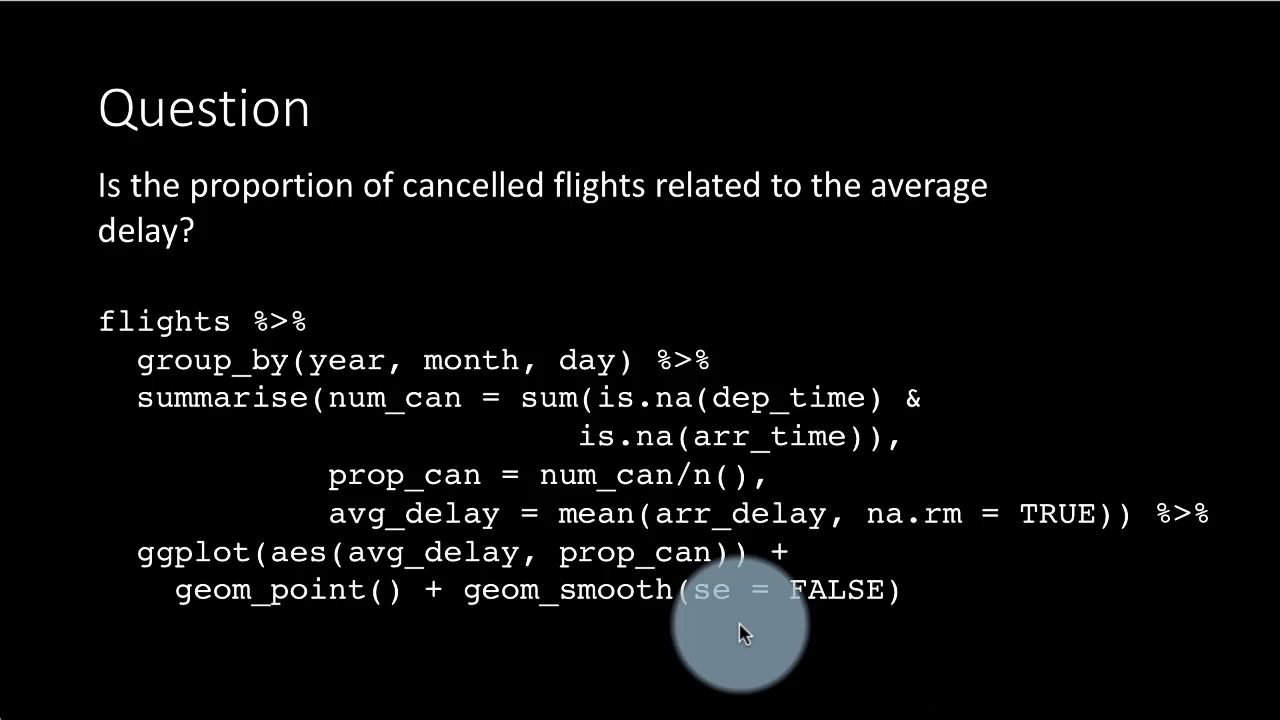 Question
Is the proportion of cancelled flights related to the average
delay?
flights %>%
  group_by(year, month, day) %>%
  summarise(num_can = sum(is.na(dep_time) &
                         is.na(arr_time)),
            prop_can = num_can/n(),
            avg_delay = mean(arr_delay, na.rm = TRUE)) %>%
  ggplot(aes(avg_delay, prop_can)) +
    geom_point() + geom_smooth(se = FALSE)